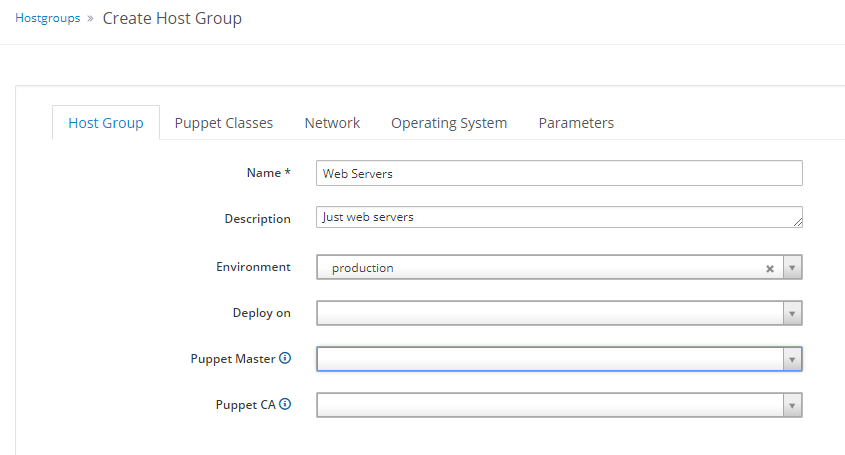 Hostgroups » Create Host Group
Host Group Puppet Classes Network Operating System Parameters
Name * Web Servers
Description Just web servers
Environment production
Deploy on
Puppet Master
Puppet CA